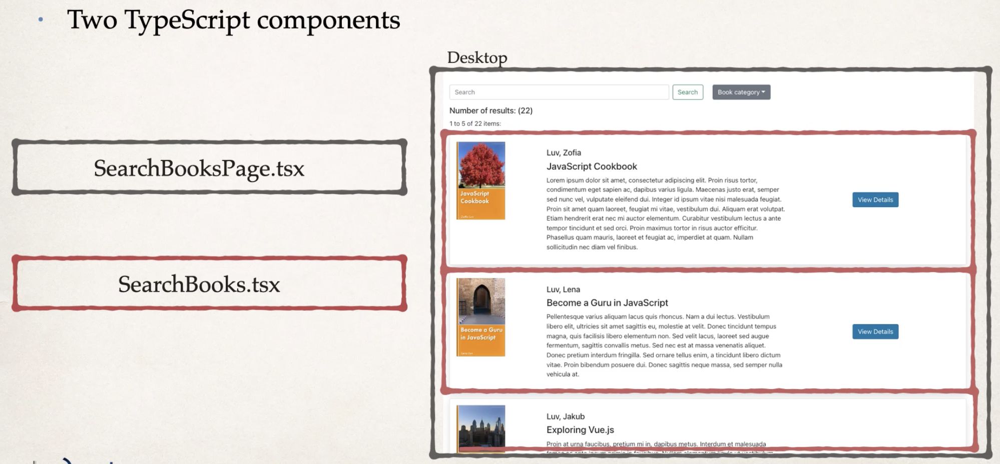 Two TypeScript components
Desktop
SearchBooksPage.tsx
SearchBooks.tsx
Search
Search
Book category
Number of results: (22)
1 to 5 of 22 items:
JavaScript
Cookbook
Zofia Luv
Luv, Zofia
JavaScript Cookbook
Lorem ipsum dolor sit amet, consectetur adipiscing elit. Proin risus tortor,
condimentum eget sapien ac, dapibus varius ligula. Maecenas justo erat, semper
sed nunc vel, vulputate eleifend dui. Integer id ipsum vitae nisi malesuada feugiat.
Proin sit amet quam laoreet, feugiat mi vitae, vestibulum dui. Aliquam erat volutpat.
Etiam hendrerit erat nec mi auctor elementum. Curabitur vestibulum lectus a ante
tempor tincidunt et sed orci. Proin maximus tortor in risus auctor efficitur.
Phasellus quam mauris, laoreet et feugiat ac, imperdiet at quam. Nullam
sollicitudin nec diam vel finibus.
View Details
Become a Guru
in JavaScript
Luv, Lena
Become a Guru in JavaScript
Pellentesque varius aliquam lacus quis rhoncus. Nam a dui lectus. Vestibulum
libero elit, ultricies sit amet sagittis eu, molestie at velit. Donec tincidunt tempus
magna, quis facilisis libero elementum non. Sed velit lacus, laoreet sed augue
fermentum, sagittis convallis metus. Sed nec est at massa venenatis aliquet.
Donec pretium interdum fringilla. Sed ornare tellus enim, a tincidunt libero dictum
vitae. Proin bibendum posuere dui. Donec sagittis neque massa, sed semper nulla
vehicula at.
View Details
Luv, Jakub
Exploring Vue.js
Proin at urna faucibus, pretium mi in, dapibus metus. Interdum et malesuada